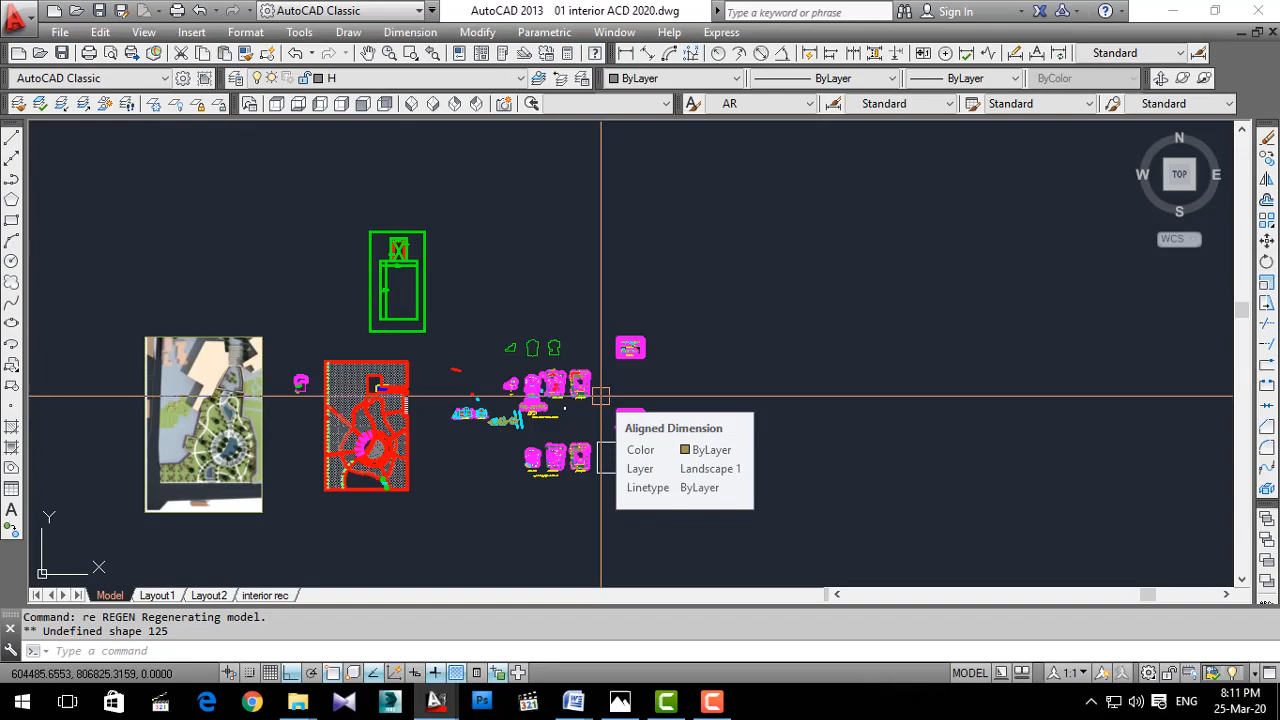 AutoCAD Classic
AutoCAD 2013 01 interior ACD 2020.dwg
Type a keyword or phrase
Sign In
File Edit View Insert Format Tools Draw Dimension Modify Parametric Window Help Express
Standard
AutoCAD Classic
H
ByLayer
ByLayer
ByLayer
ByColor
AR
Standard
Standard
Standard
N
W
TOP
E
S
WCS
Aligned Dimension
Color ByLayer
Layer Landscape 1
Linetype ByLayer
Y
X
Model Layout1 Layout2 interior rec
Command: re REGEN Regenerating model.
** Undefined shape 125
Type a command
604485.6553, 806825.3159, 0.0000
MODEL
1:1
321
321
ENG
8:11 PM
25-Mar-20